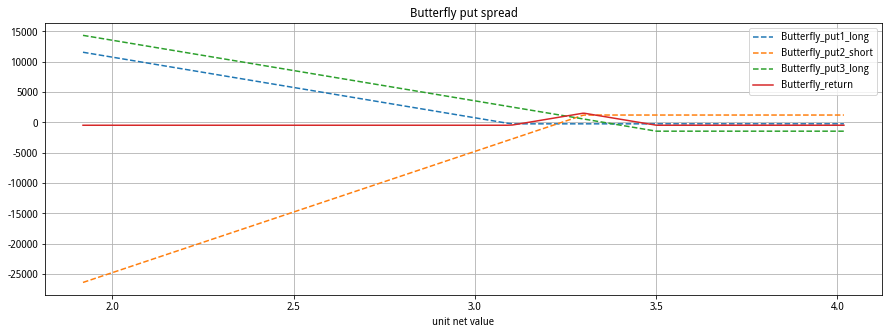 Butterfly put spread
15000
10000
5000
0
-5000
-10000
-15000
-20000
-25000
Butterfly_put1_long
Butterfly_put2_short
Butterfly_put3_long
Butterfly_return
2.0
2.5
3.0
3.5
4.0
unit net value